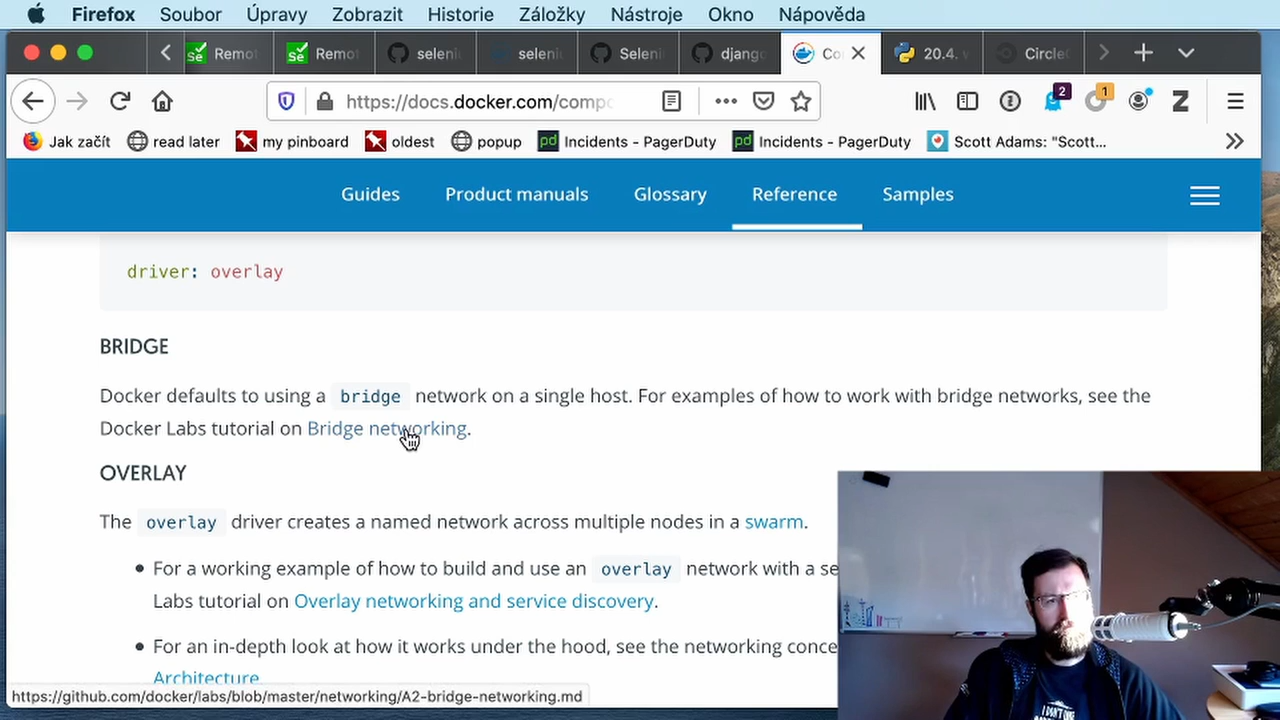 Firefox Soubor Úpravy Zobrazit Historie Záložky Nástroje Okno Nápověda
Remot Remot seleni seleni Seleni djang Co 20.4. CircleC
https://docs.docker.com/compo
2 1
Jak začít read later my pinboard oldest popup Incidents - PagerDuty Incidents - PagerDuty Scott Adams: "Scott...
Guides Product manuals Glossary Reference Samples
driver: overlay
BRIDGE
Docker defaults to using a bridge network on a single host. For examples of how to work with bridge networks, see the
Docker Labs tutorial on Bridge networking.
OVERLAY
The overlay driver creates a named network across multiple nodes in a swarm.
For a working example of how to build and use an overlay network with a se
Labs tutorial on Overlay networking and service discovery.
For an in-depth look at how it works under the hood, see the networking conce
Architecture
https://github.com/docker/labs/blob/master/networking/A2-bridge-networking.md